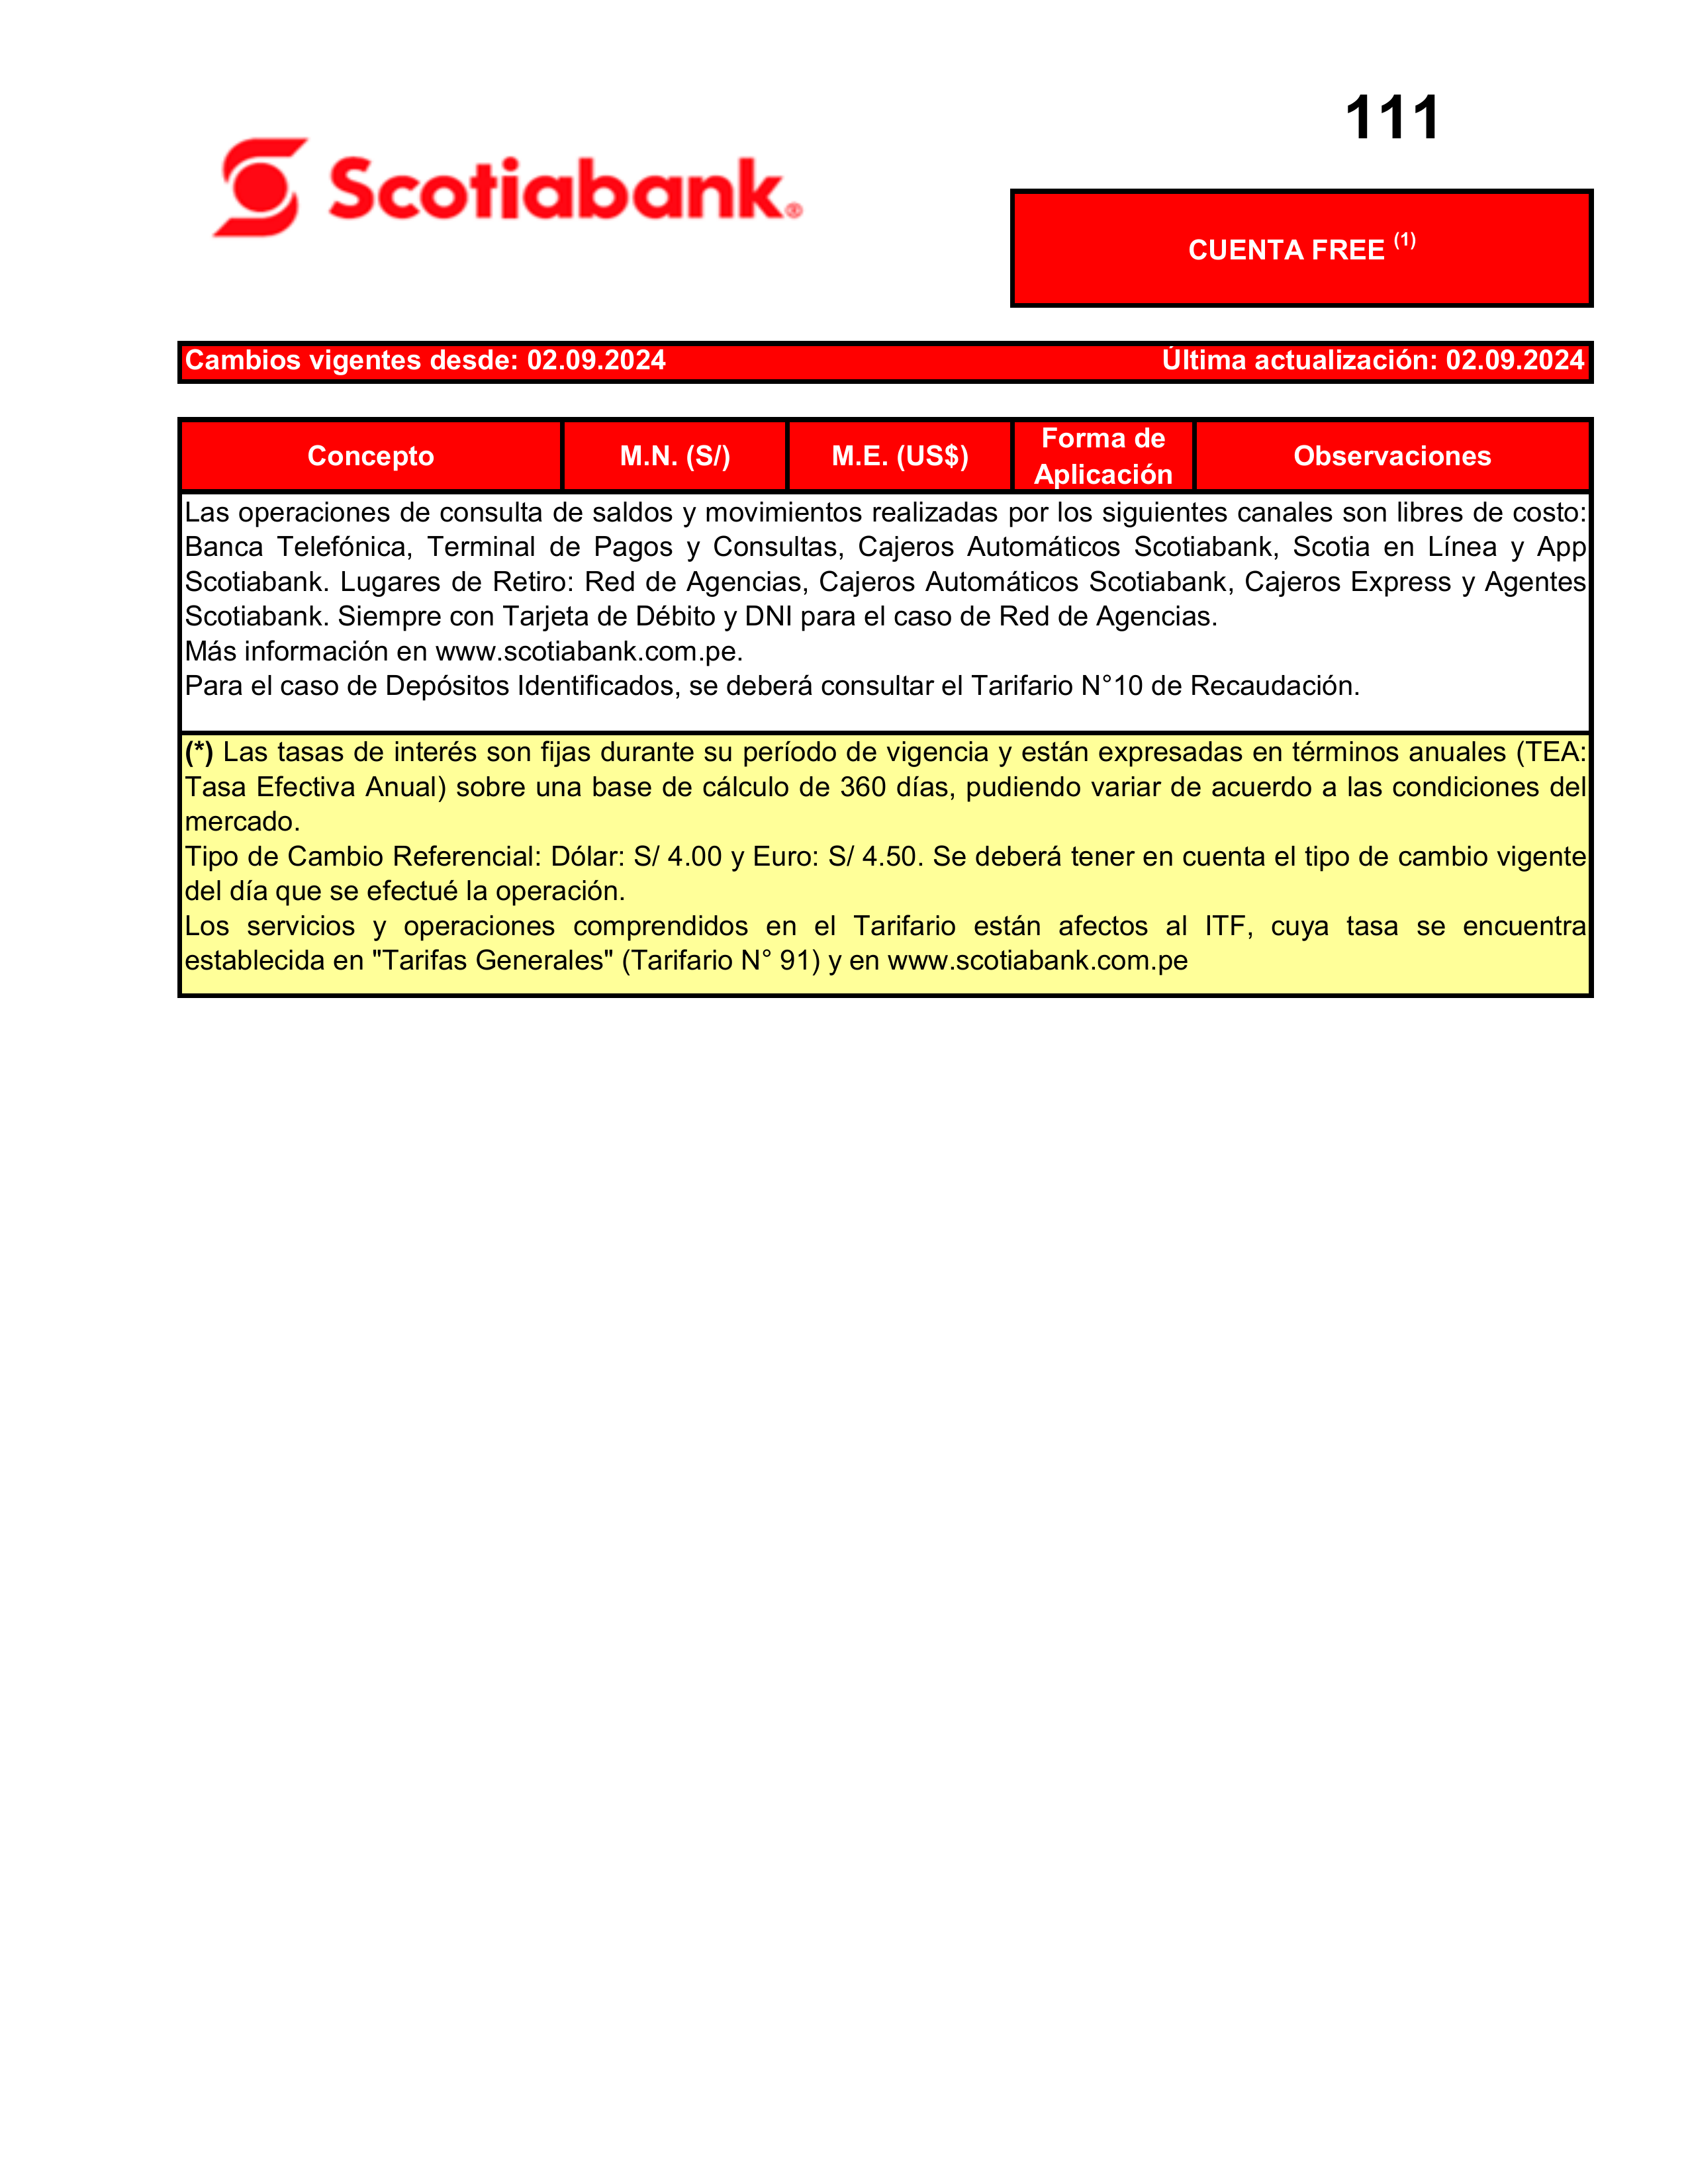 111
Scotiabank®
CUENTA FREE (1)
Cambios vigentes desde: 02.09.2024 Última actualización: 02.09.2024
Concepto M.N. (S/) M.E. (US$) Forma de Aplicación Observaciones
Las operaciones de consulta de saldos y movimientos realizadas por los siguientes canales son libres de costo:
Banca Telefónica, Terminal de Pagos y Consultas, Cajeros Automáticos Scotiabank, Scotia en Línea y App
Scotiabank. Lugares de Retiro: Red de Agencias, Cajeros Automáticos Scotiabank, Cajeros Express y Agentes
Scotiabank. Siempre con Tarjeta de Débito y DNI para el caso de Red de Agencias.
Más información en www.scotiabank.com.pe.
Para el caso de Depósitos Identificados, se deberá consultar el Tarifario N°10 de Recaudación.
(*) Las tasas de interés son fijas durante su período de vigencia y están expresadas en términos anuales (TEA:
Tasa Efectiva Anual) sobre una base de cálculo de 360 días, pudiendo variar de acuerdo a las condiciones del
mercado.
Tipo de Cambio Referencial: Dólar: S/ 4.00 y Euro: S/ 4.50. Se deberá tener en cuenta el tipo de cambio vigente
del día que se efectué la operación.
Los servicios y operaciones comprendidos en el Tarifario están afectos al ITF, cuya tasa se encuentra
establecida en "Tarifas Generales" (Tarifario N° 91) y en www.scotiabank.com.pe